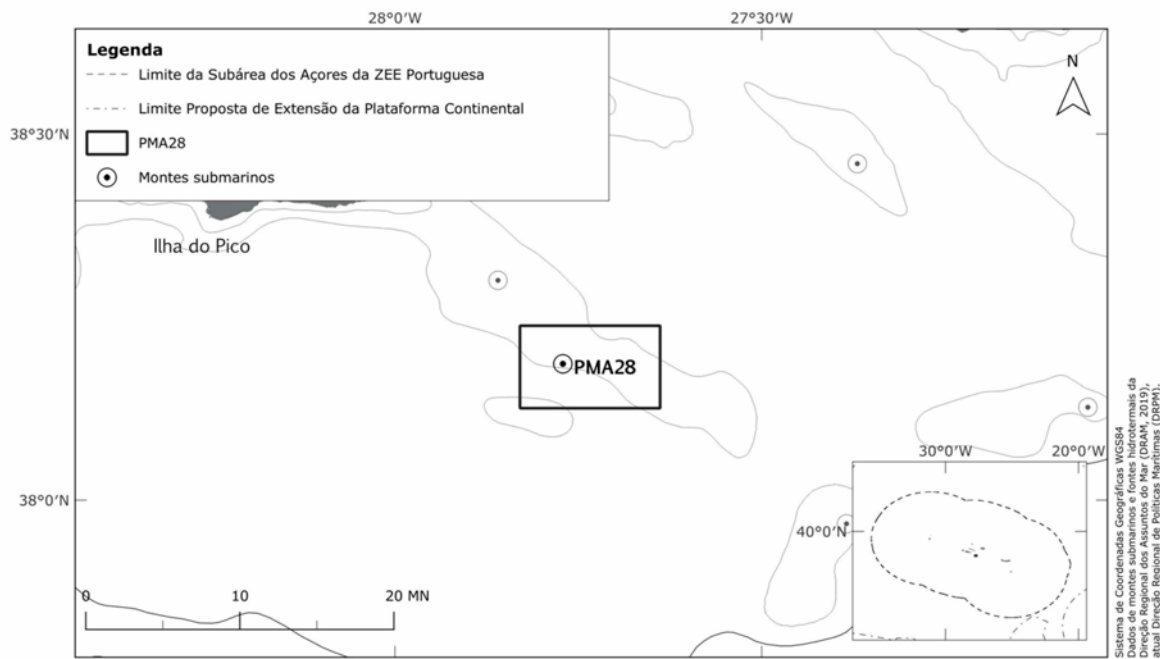 28°0'W
27°30'W
Legenda
Limite da Subárea dos Açores da ZEE Portuguesa
Limite Proposta de Extensão da Plataforma Continental
PMA28
Montes submarinos
N
38°30'N
Ilha do Pico
PMA28
38°0'N
30°0'W
20°0'W
40°0'N
0
10
20 MN
Sistema de Coordenadas Geográficas WGS84
Dados de montes submarinos e fontes hidrotermais da
Direção Regional dos Assuntos do Mar (DRAM, 2019),
atual Direção Regional de Políticas Marítimas (DRPM).